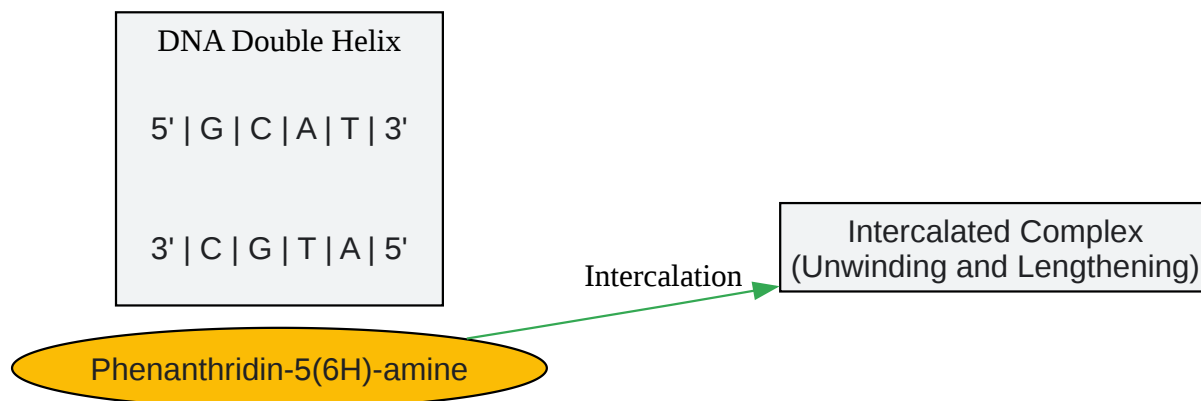 DNA Double Helix
5' | G | C | A | T | 3'
3' | C | G | T | A | 5'
Intercalation
Intercalated Complex
(Unwinding and Lengthening)
Phenanthridin-5(6H)-amine